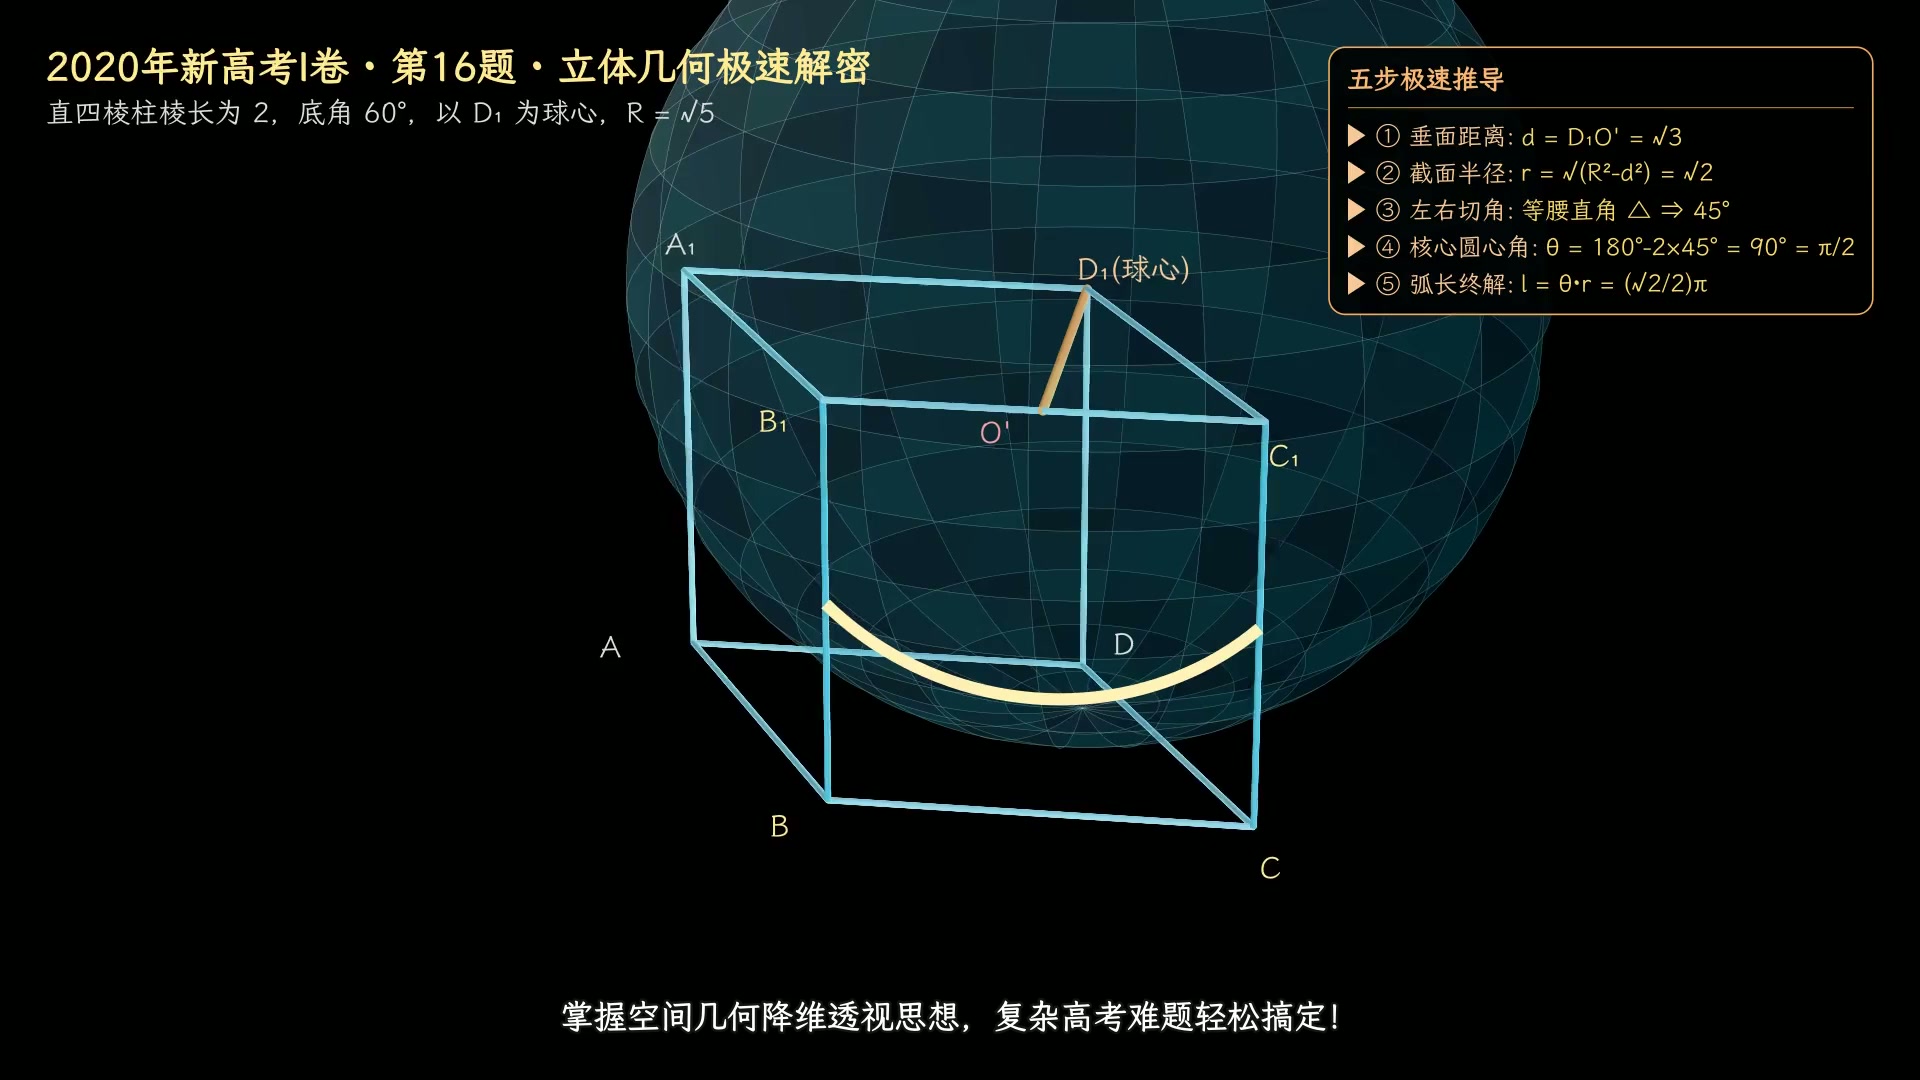 2020年新高考I卷·第16题·立体几何极速解密
直四棱柱棱长为 2，底角 60°，以 D₁ 为球心，R = √5
五步极速推导
▶ ① 垂面距离: d = D₁O' = √3
▶ ② 截面半径: r = √(R²-d²) = √2
▶ ③ 左右切角: 等腰直角 △ ⇒ 45°
▶ ④ 核心圆心角: θ = 180°-2×45° = 90° = π/2
▶ ⑤ 弧长终解: l = θ·r = (√2/2)π
A₁
D₁(球心)
B₁
O'
C₁
A
D
B
C
掌握空间几何降维透视思想，复杂高考难题轻松搞定！